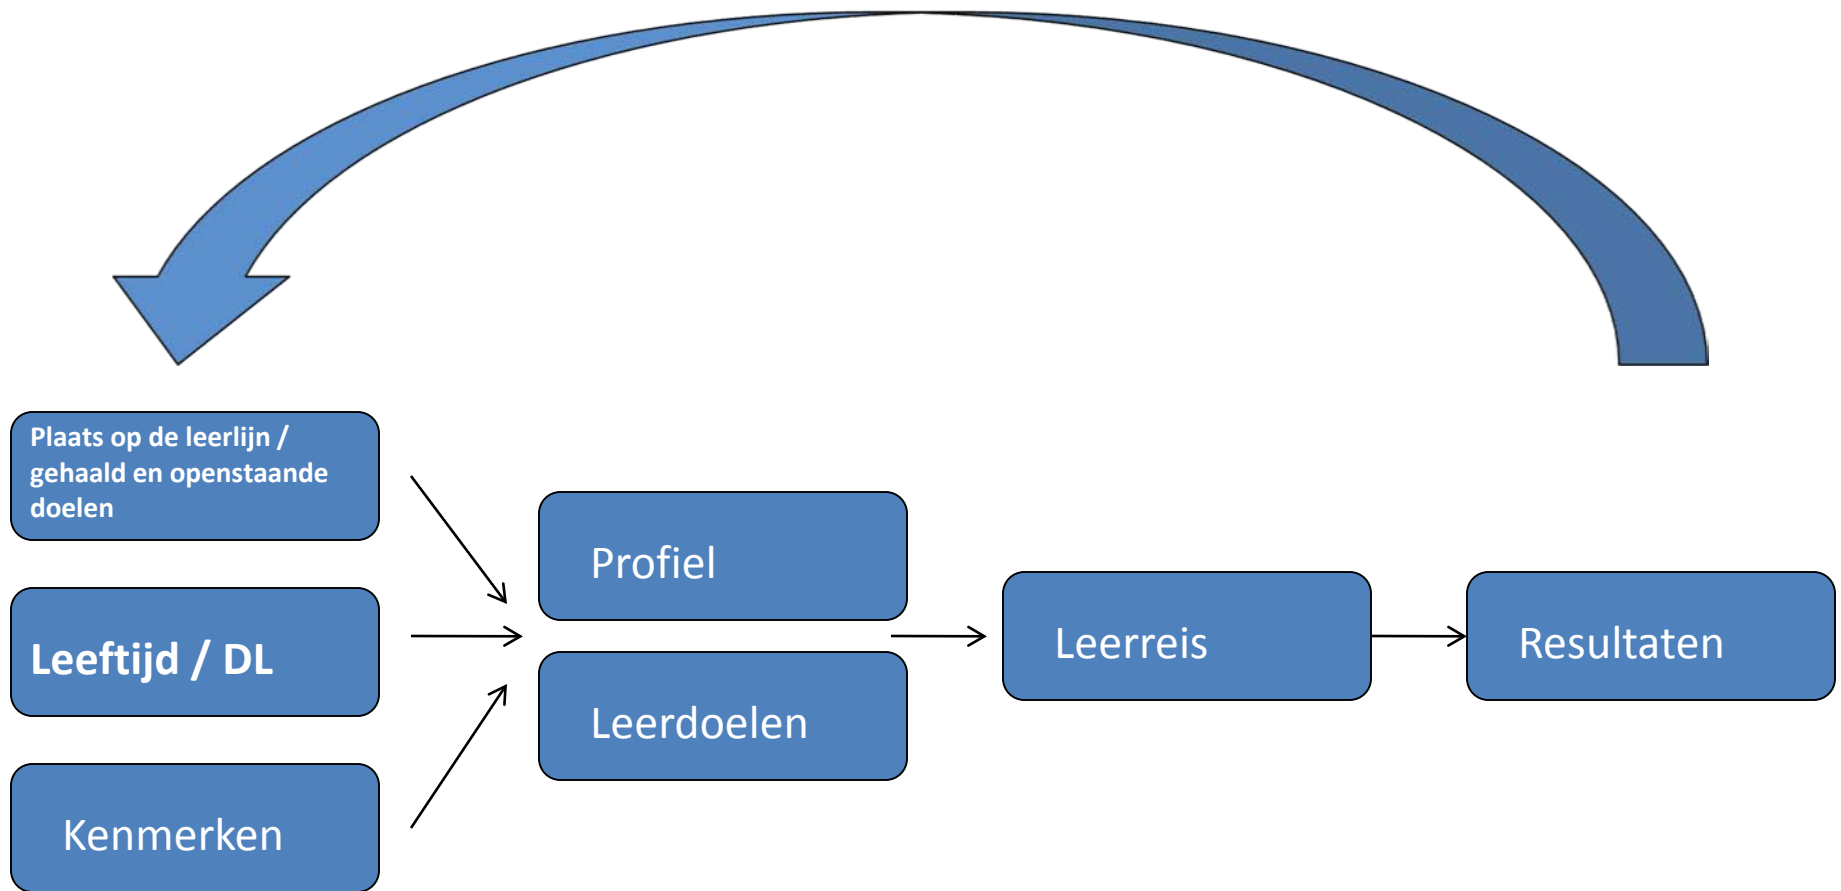 Plaats op de leerlijn /
gehaald en openstaande
doelen
Leeftijd / DL
Kenmerken
Profiel
Leerdoelen
Leerreis
Resultaten